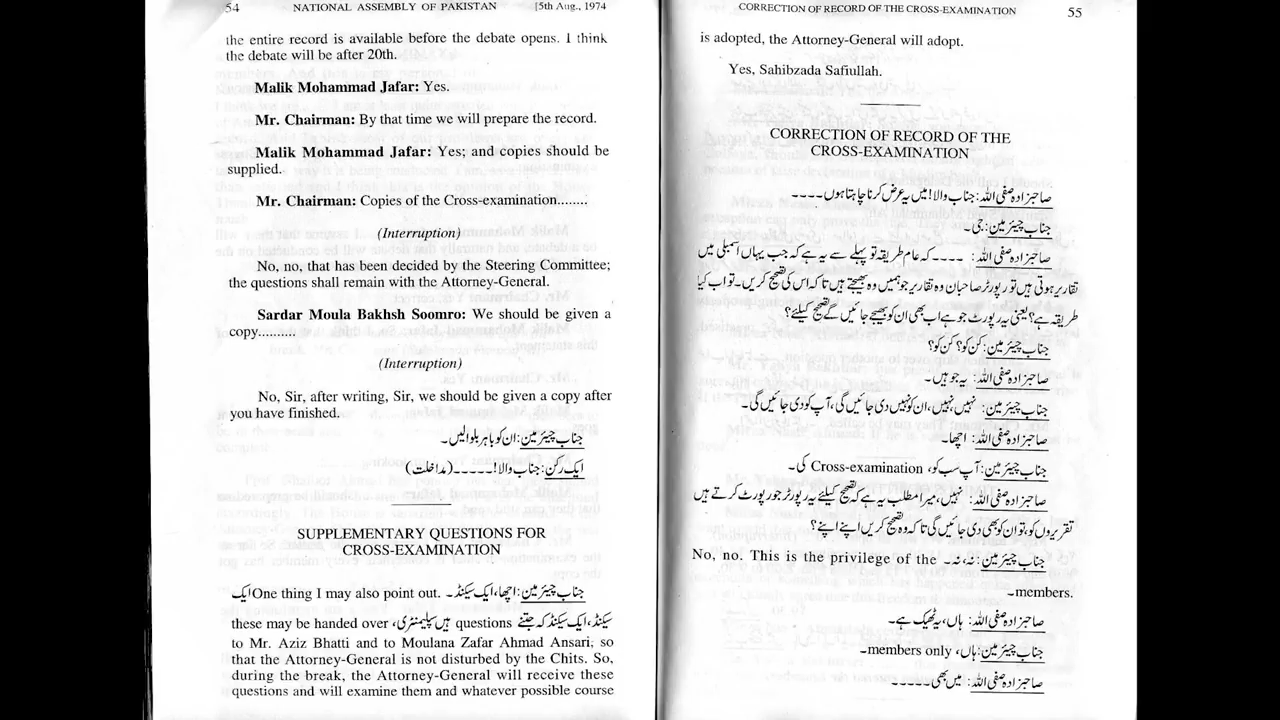 54 NATIONAL ASSEMBLY OF PAKISTAN [5th Aug., 1974
the entire record is available before the debate opens. I think
the debate will be after 20th.
Malik Mohammad Jafar: Yes.
Mr. Chairman: By that time we will prepare the record.
Malik Mohammad Jafar: Yes; and copies should be
supplied.
Mr. Chairman: Copies of the Cross-examination........
(Interruption)
No, no, that has been decided by the Steering Committee;
the questions shall remain with the Attorney-General.
Sardar Moula Bakhsh Soomro: We should be given a
copy..........
(Interruption)
No, Sir, after writing, Sir, we should be given a copy after
you have finished.
جناب چیئرمین: ان کو باہر بلوالیں۔
ایک رکن: جناب والا!۔۔۔۔۔(مداخلت)
SUPPLEMENTARY QUESTIONS FOR
CROSS-EXAMINATION
جناب چیئرمین: اچھا، ایک سیکنڈ۔ One thing I may also point out. ایک
سیکنڈ، ایک سیکنڈ کہ جتنے questions ہیں سپلیمنٹری، these may be handed over
to Mr. Aziz Bhatti and to Moulana Zafar Ahmad Ansari, so
that the Attorney-General is not disturbed by the Chits. So,
during the break, the Attorney-General will receive these
questions and will examine them and whatever possible course
CORRECTION OF RECORD OF THE CROSS-EXAMINATION 55
is adopted, the Attorney-General will adopt.
Yes, Sahibzada Safiullah.
CORRECTION OF RECORD OF THE
CROSS-EXAMINATION
صاحبزادہ صفی اللہ: جناب والا! میں یہ عرض کرنا چاہتا ہوں۔۔۔۔
جناب چیئرمین: جی۔
صاحبزادہ صفی اللہ: ۔۔۔۔کہ عام طریقہ تو پہلے سے یہ ہے کہ جب یہاں اسمبلی میں
تقاریر ہوتی ہیں تو رپورٹر صاحبان وہ تقاریر جو ہمیں وہ بھیجتے ہیں تاکہ اس کی تصحیح کریں۔ تو اب کیا
طریقہ ہے؟ یعنی یہ رپورٹ جو ہے اب بھی ان کو بھیجے جائیں گے تصحیح کیلئے؟
جناب چیئرمین: کن کو؟ کن کو؟
صاحبزادہ صفی اللہ: یہ جو ہیں۔
جناب چیئرمین: نہیں، نہیں، ان کو نہیں دی جائیں گی، آپ کو دی جائیں گی۔
صاحبزادہ صفی اللہ: اچھا۔
جناب چیئرمین: آپ سب کو، Cross-examination کی۔
صاحبزادہ صفی اللہ: نہیں، میرا مطلب یہ ہے کہ تصحیح کیلئے یہ رپورٹر جو رپورٹ کرتے ہیں
تقریروں کو، تو ان کو بھی دی جائیں گی تاکہ وہ تصحیح کریں اپنے اپنے؟
جناب چیئرمین: نہ، نہ۔ No, no. This is the privilege of the
members.۔
صاحبزادہ صفی اللہ: ہاں، یہ ٹھیک ہے۔
جناب چیئرمین: ہاں، members only۔
صاحبزادہ صفی اللہ: میں بھی۔۔۔۔۔